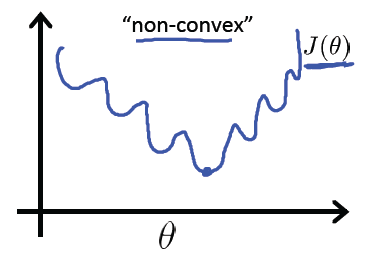 “non-convex”
J(θ)
θ